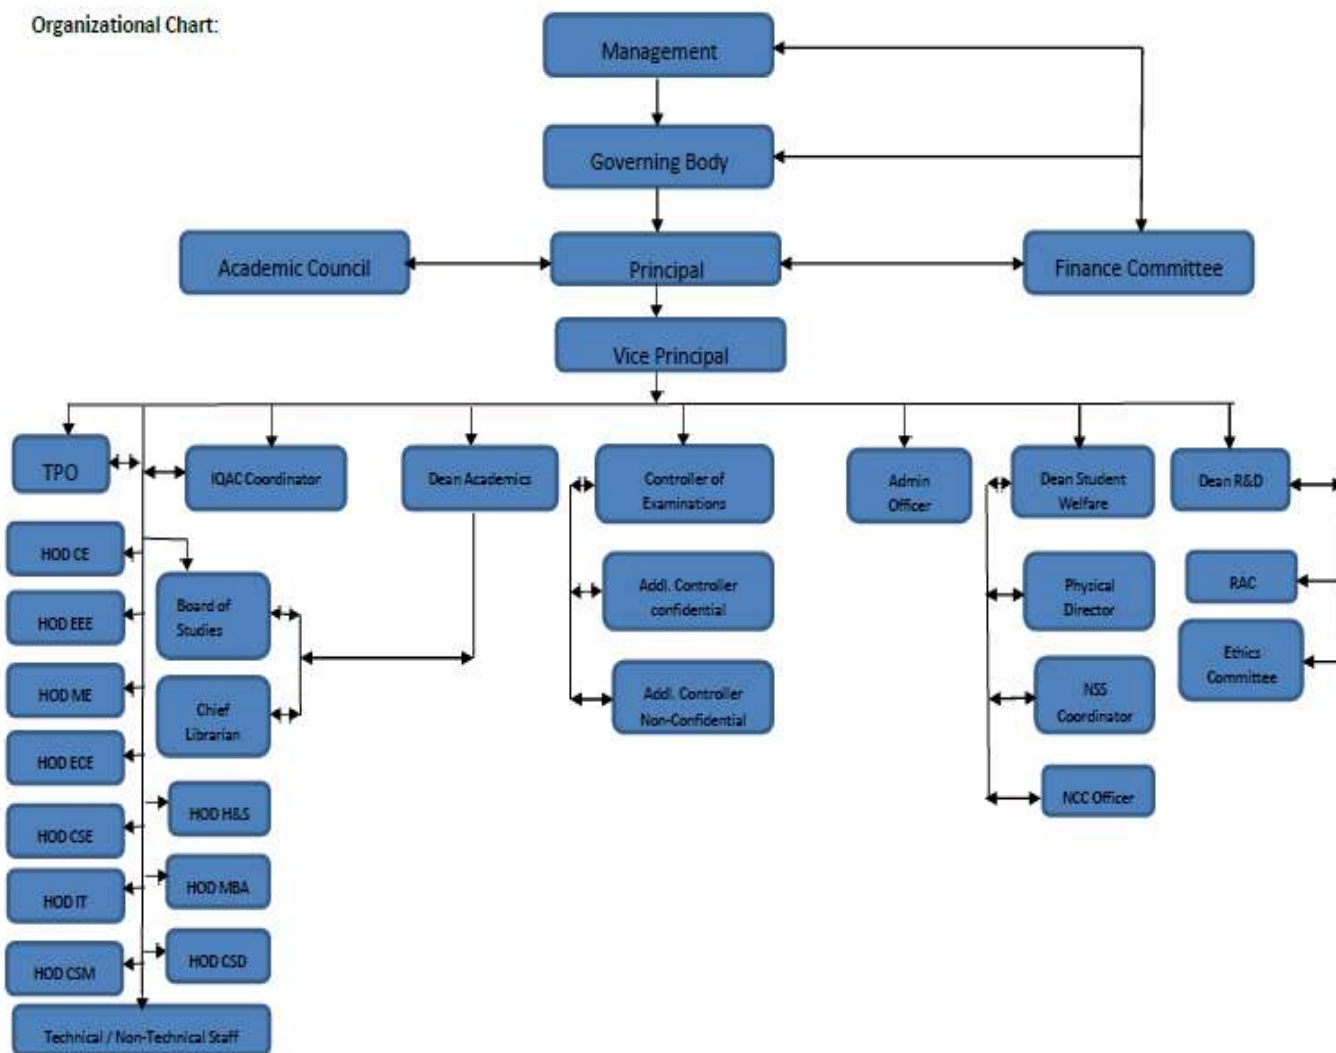 Organizational Chart:
Management
Governing Body
Academic Council
Principal
Finance Committee
Vice Principal
TPO
IQAC Coordinator
Dean Academics
Controller of
Examinations
Admin
Officer
Dean Student
Welfare
Dean R&D
HOD CE
Board of
Studies
Addl. Controller
confidential
Physical
Director
RAC
HOD EEE
Ethics
Committee
HOD ME
Chief
Librarian
Addl. Controller
Non-Confidential
NSS
Coordinator
HOD ECE
HOD H&S
NCC Officer
HOD CSE
HOD IT
HOD MBA
HOD CSM
HOD CSD
Technical / Non-Technical Staff